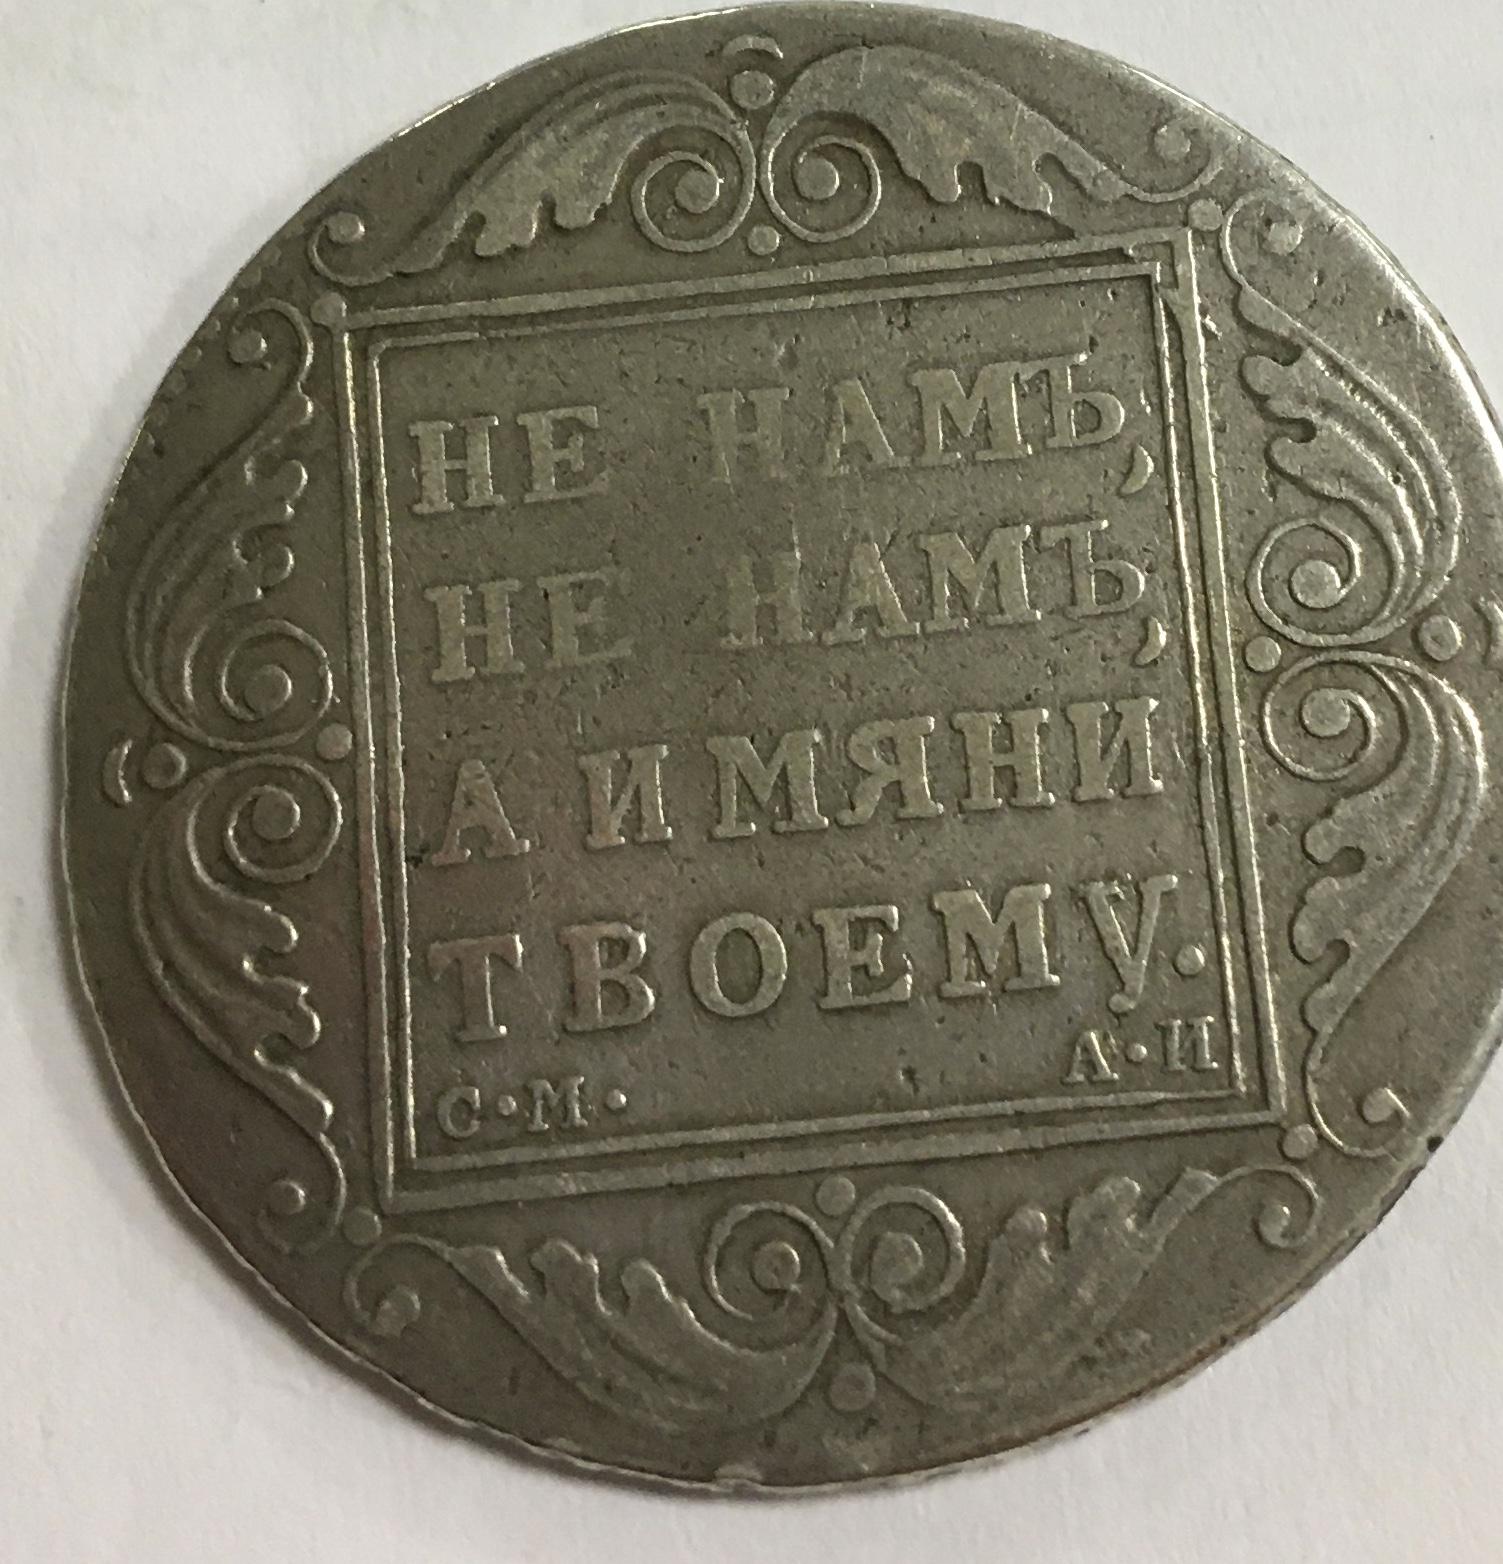 НЕ НАМЪ,
НЕ НАМЪ,
А ИМЯНИ
ТВОЕМУ.
С·М· А·И